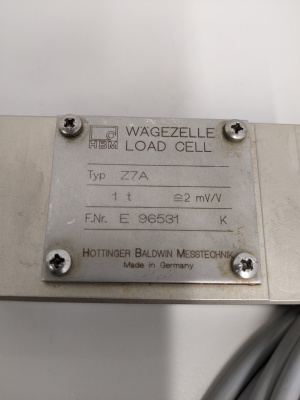 HBM
WÄGEZELLE
LOAD CELL
Typ Z7A
1 t ≘2 mV/V
F.Nr. E 96531 K
HOTTINGER BALDWIN MESSTECHNIK
Made in Germany